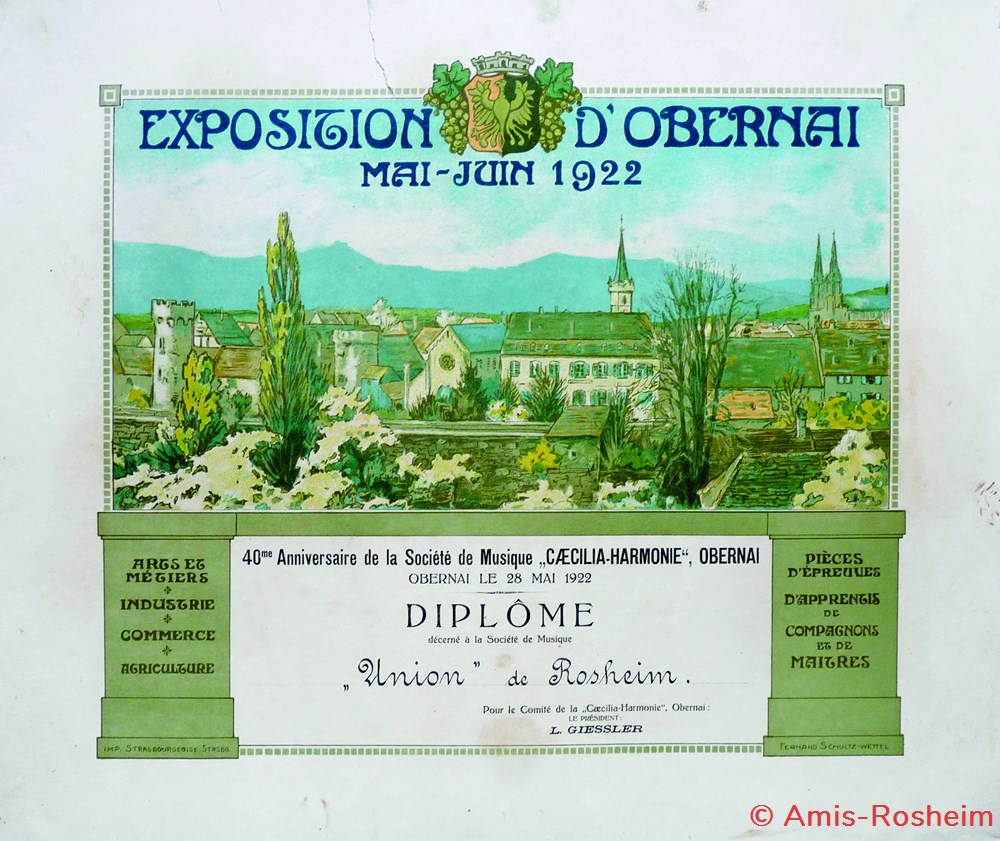 EXPOSITION D'OBERNAI
MAI-JUIN 1922
40me Anniversaire de la Société de Musique „CÆCILIA-HARMONIE“, OBERNAI
OBERNAI LE 28 MAI 1922
DIPLÔME
décerné à la Société de Musique
„Union” de Rosheim.
Pour le Comité de la „Cæcilia-Harmonie“, Obernai:
LE PRÉSIDENT:
L. GIESSLER
ARTS ET
MÉTIERS
INDUSTRIE
COMMERCE
AGRICULTURE
PIÈCES
D'ÉPREUVES
D'APPRENTIS
DE
COMPAGNONS
ET DE
MAITRES
IMP. STRASBOURGEOISE STRSBG
FERNAND SCHULTZ-WETTEL
© Amis-Rosheim